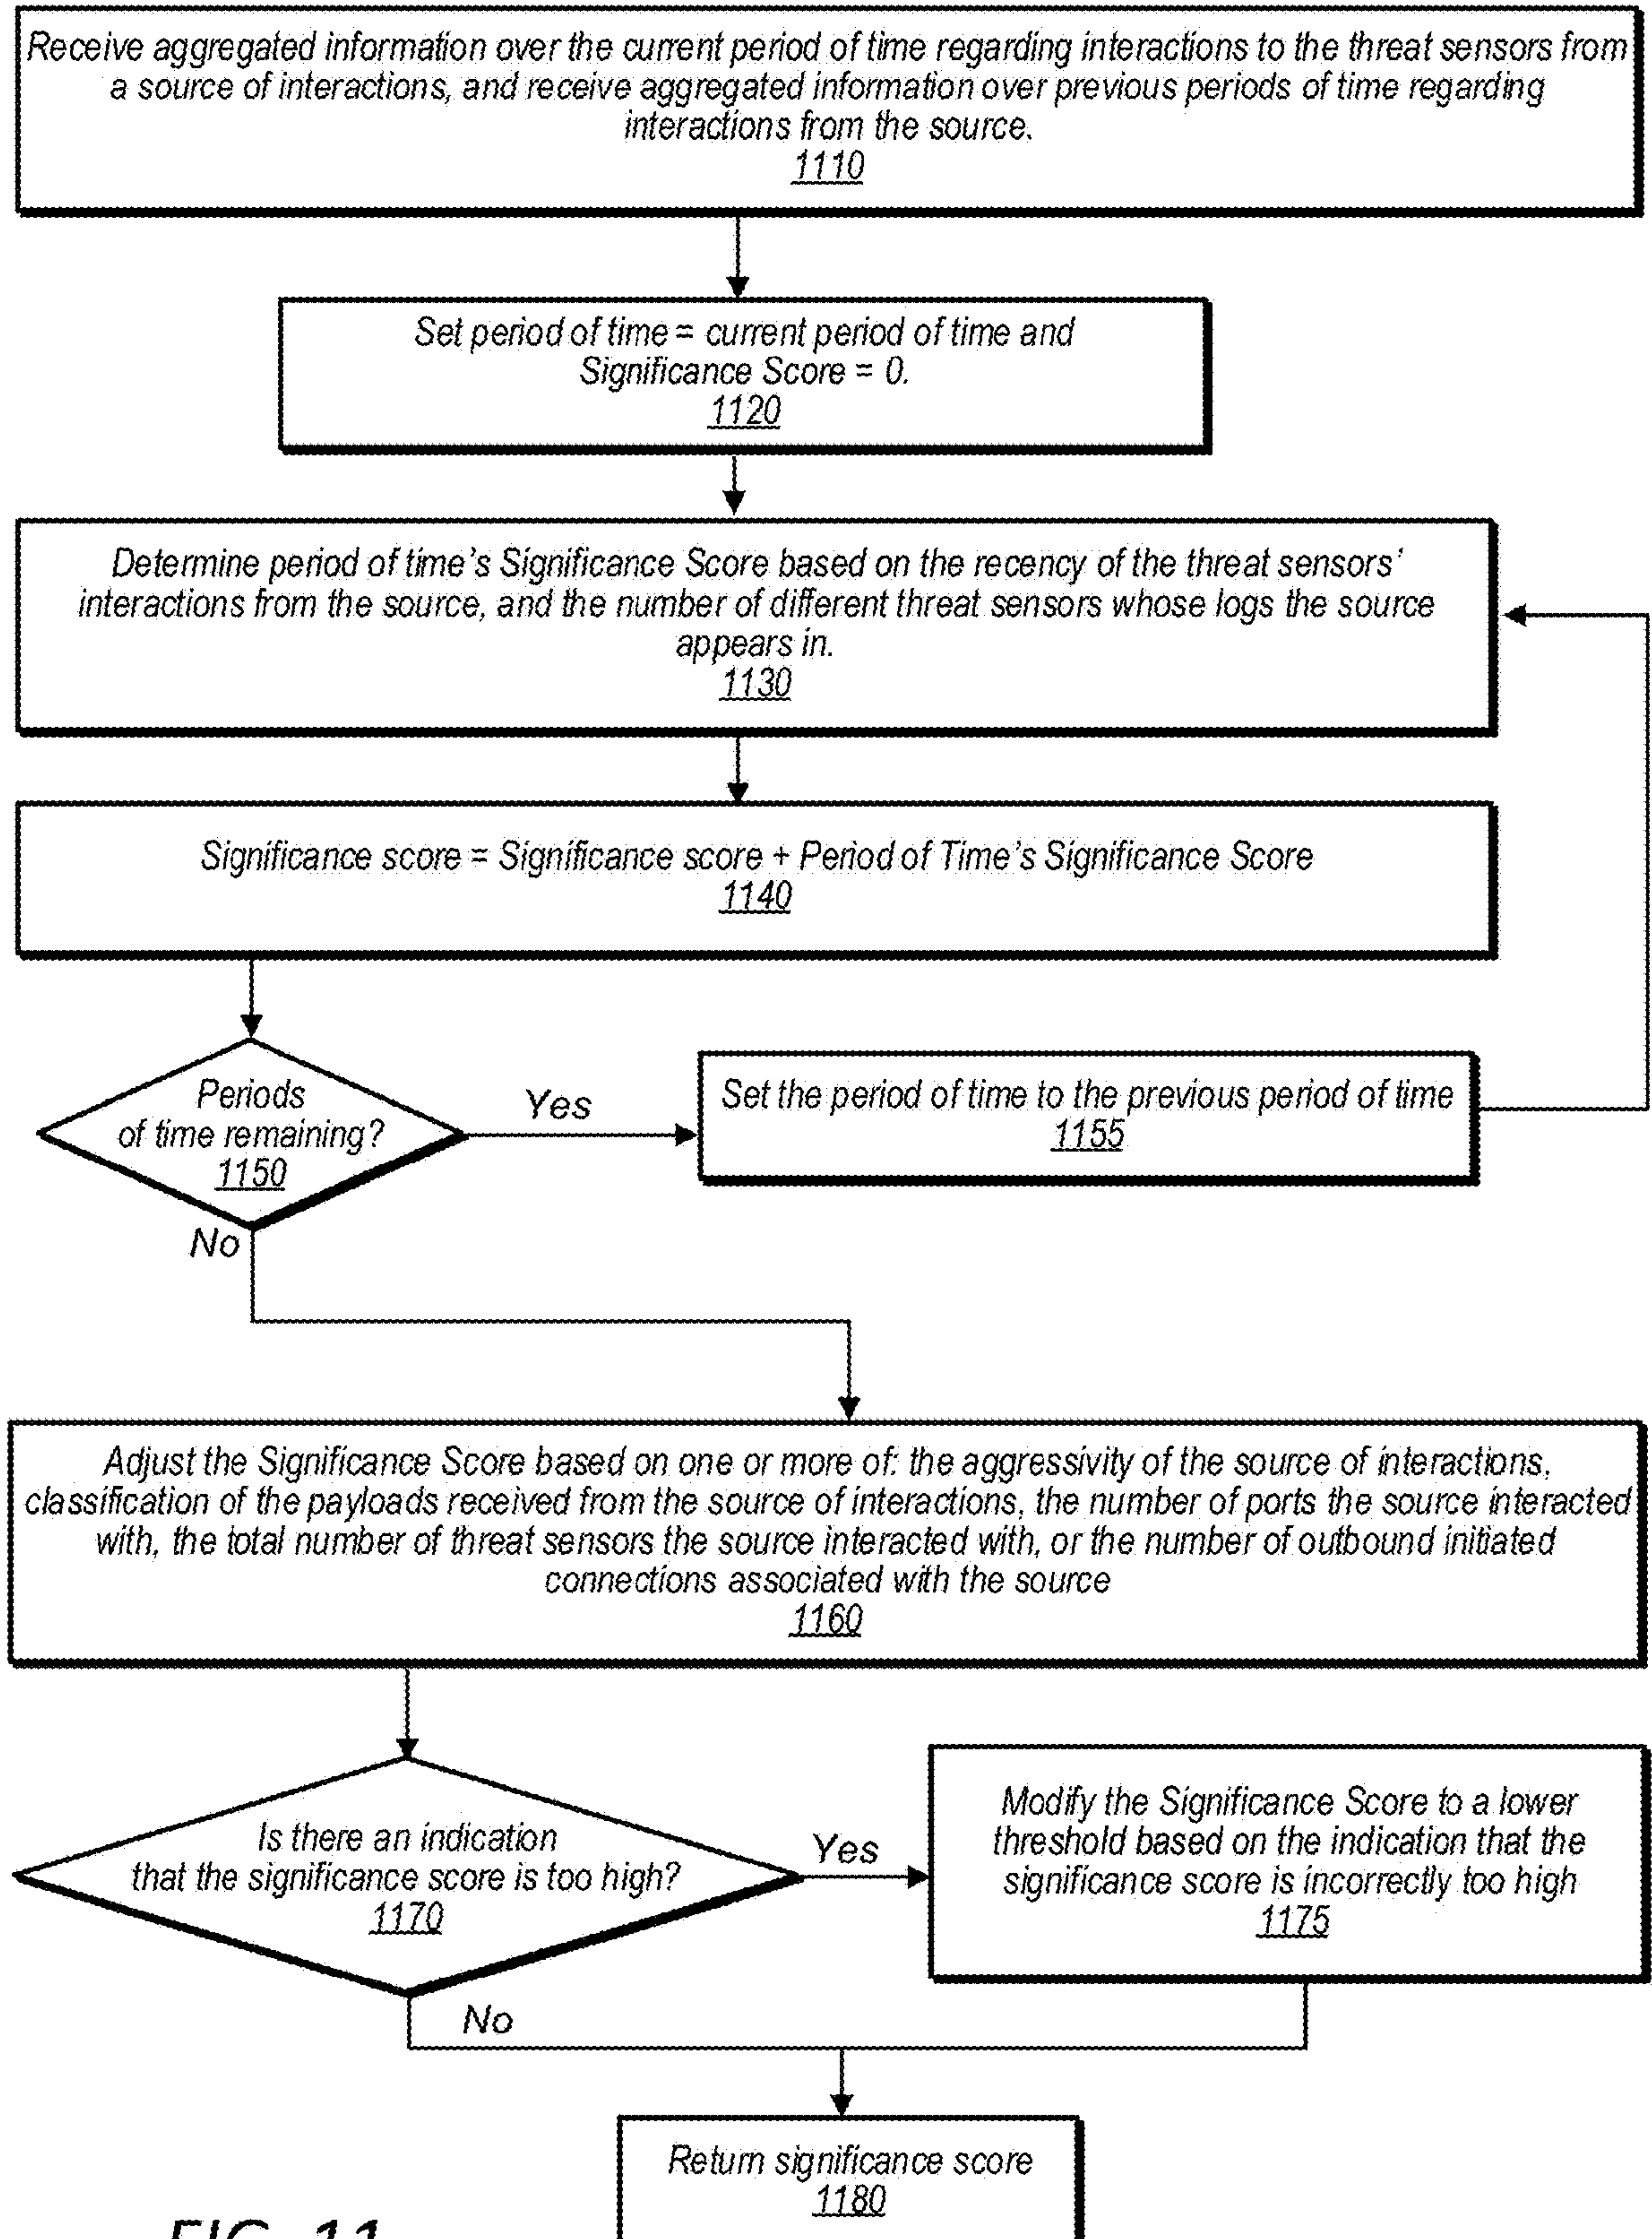 Receive aggregated information over the current period of time regarding interactions to the threat sensors from
a source of interactions, and receive aggregated information over previous periods of time regarding
interactions from the source.
1110
Set period of time = current period of time and
Significance Score = 0.
1120
Determine period of time's Significance Score based on the recency of the threat sensors'
interactions from the source, and the number of different threat sensors whose logs the source
appears in.
1130
Significance score = Significance score + Period of Time's Significance Score
1140
Periods
of time remaining?
1150
Yes
Set the period of time to the previous period of time
1155
No
Adjust the Significance Score based on one or more of: the aggressivity of the source of interactions,
classification of the payloads received from the source of interactions, the number of ports the source interacted
with, the total number of threat sensors the source interacted with, or the number of outbound initiated
connections associated with the source
1160
Is there an indication
that the significance score is too high?
1170
Yes
Modify the Significance Score to a lower
threshold based on the indication that the
significance score is incorrectly too high
1175
No
Return significance score
1180
FIG. 11